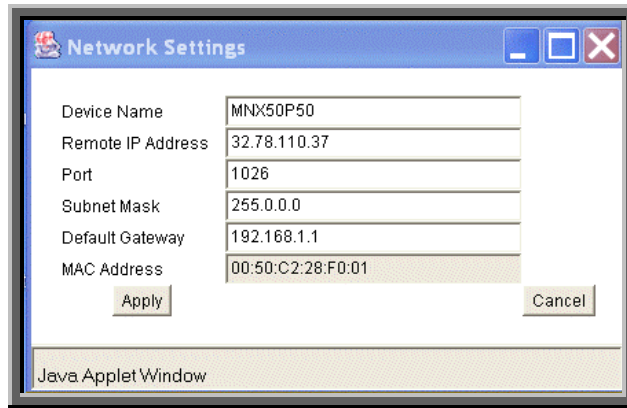 Network Settings
Device Name MNX50P50
Remote IP Address 32.78.110.37
Port 1026
Subnet Mask 255.0.0.0
Default Gateway 192.168.1.1
MAC Address 00:50:C2:28:F0:01
Apply Cancel
Java Applet Window